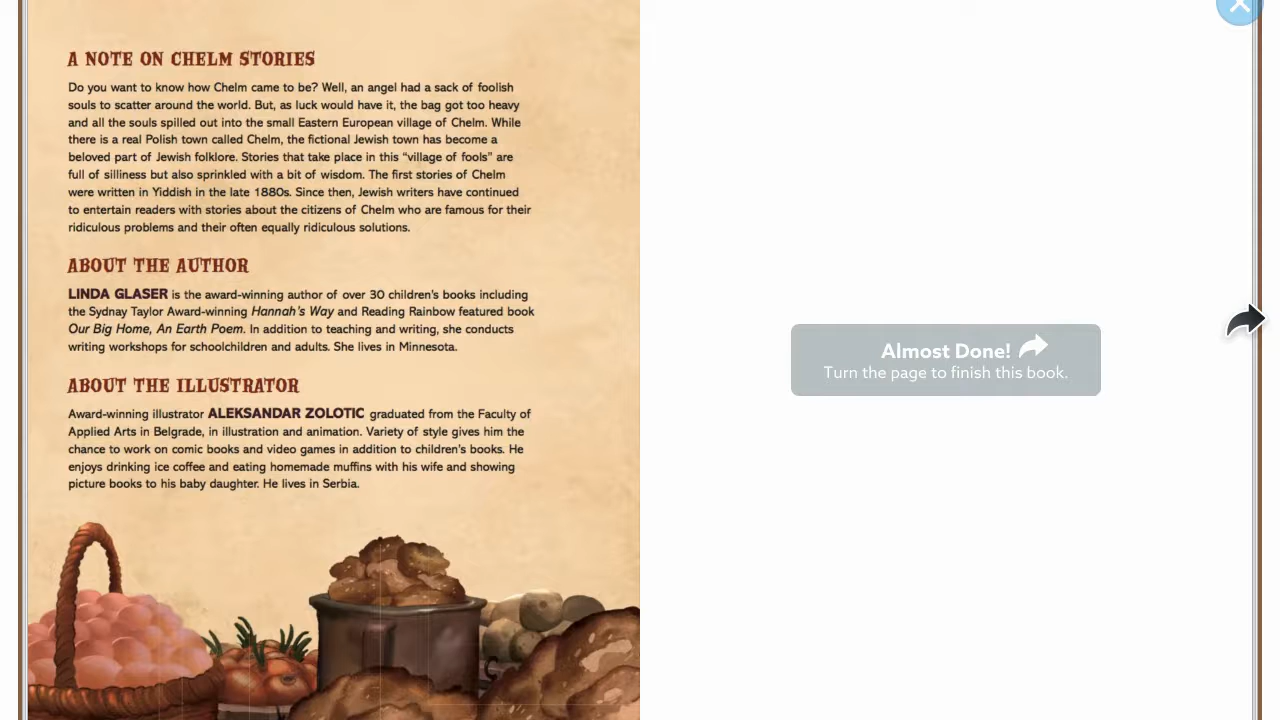 A NOTE ON CHELM STORIES
Do you want to know how Chelm came to be? Well, an angel had a sack of foolish
souls to scatter around the world. But, as luck would have it, the bag got too heavy
and all the souls spilled out into the small Eastern European village of Chelm. While
there is a real Polish town called Chelm, the fictional Jewish town has become a
beloved part of Jewish folklore. Stories that take place in this “village of fools” are
full of silliness but also sprinkled with a bit of wisdom. The first stories of Chelm
were written in Yiddish in the late 1880s. Since then, Jewish writers have continued
to entertain readers with stories about the citizens of Chelm who are famous for their
ridiculous problems and their often equally ridiculous solutions.
ABOUT THE AUTHOR
LINDA GLASER is the award-winning author of over 30 children’s books including
the Sydnay Taylor Award-winning Hannah’s Way and Reading Rainbow featured book
Our Big Home, An Earth Poem. In addition to teaching and writing, she conducts
writing workshops for schoolchildren and adults. She lives in Minnesota.
ABOUT THE ILLUSTRATOR
Award-winning illustrator ALEKSANDAR ZOLOTIC graduated from the Faculty of
Applied Arts in Belgrade, in illustration and animation. Variety of style gives him the
chance to work on comic books and video games in addition to children’s books. He
enjoys drinking ice coffee and eating homemade muffins with his wife and showing
picture books to his baby daughter. He lives in Serbia.
Almost Done!
Turn the page to finish this book.